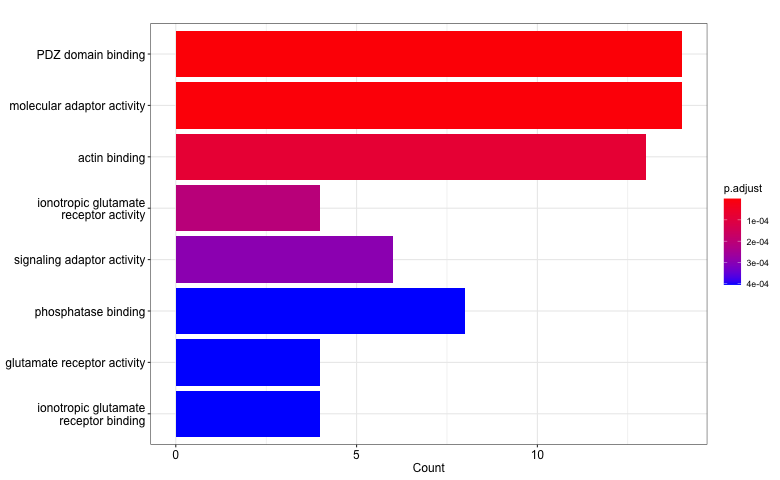 PDZ domain binding
molecular adaptor activity
actin binding
ionotropic glutamate
receptor activity
signaling adaptor activity
phosphatase binding
glutamate receptor activity
ionotropic glutamate
receptor binding
0 5 10
Count
p.adjust
1e-04
2e-04
3e-04
4e-04